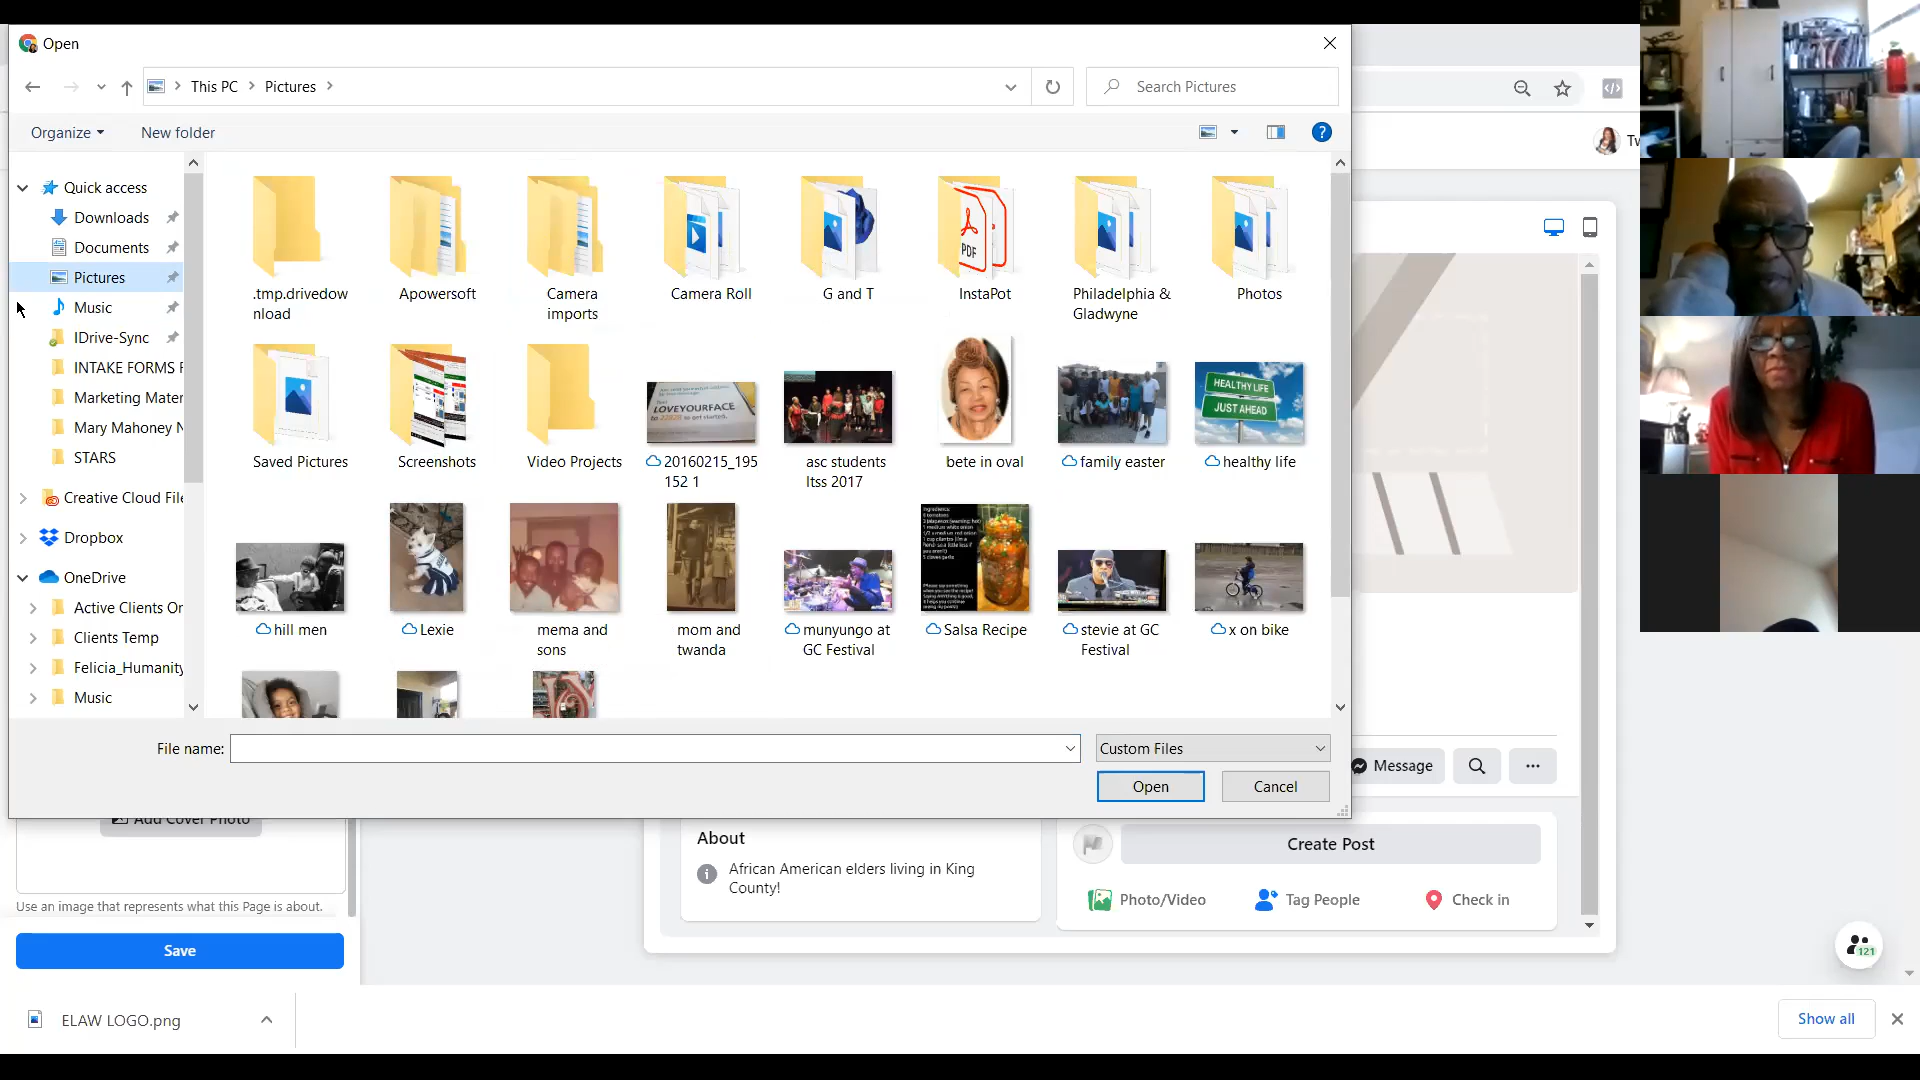 Open
This PC
Pictures
Search Pictures
Organize
New folder
Quick access
Downloads
Documents
Pictures
Music
IDrive-Sync
INTAKE FORMS F
Marketing Mater
Mary Mahoney N
STARS
Creative Cloud File
Dropbox
OneDrive
Active Clients Or
Clients Temp
Felicia_Humanity
Music
.tmp.drivedow
nload
Apowersoft
Camera
imports
Camera Roll
G and T
PDF
InstaPot
Philadelphia &
Gladwyne
Photos
Saved Pictures
Screenshots
Video Projects
LOVEYOURFACE
20160215_195
152 1
asc students
ltss 2017
bete in oval
family easter
HEALTHY LIFE
JUST AHEAD
healthy life
hill men
Lexie
mema and
sons
mom and
twanda
munyungo at
GC Festival
Salsa Recipe
stevie at GC
Festival
x on bike
File name:
Custom Files
Open
Cancel
Tw
Message
Add Cover Photo
Use an image that represents what this Page is about.
Save
About
African American elders living in King
County!
Create Post
Photo/Video
Tag People
Check in
121
ELAW LOGO.png
Show all